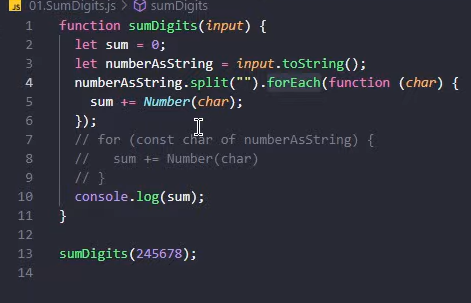 JS 01.SumDigits.js > sumDigits
1 function sumDigits(input) {
2 let sum = 0;
3 let numberAsString = input.toString();
4 numberAsString.split("").forEach(function (char) {
5 sum += Number(char);
6 });
7 // for (const char of numberAsString) {
8 // sum += Number(char)
9 // }
10 console.log(sum);
11 }
12
13 sumDigits(245678);
14